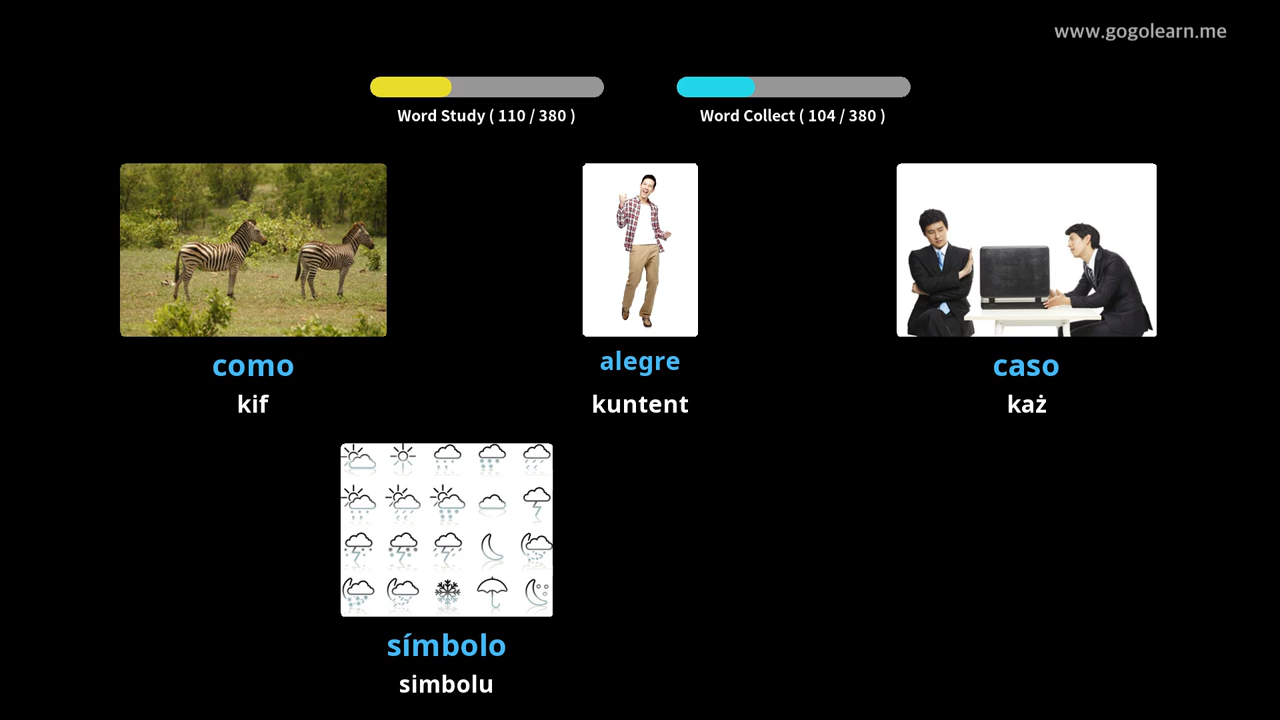 www.gogolearn.me
Word Study ( 110 / 380 )
Word Collect ( 104 / 380 )
como
kif
alegre
kuntent
caso
każ
símbolo
simbolu